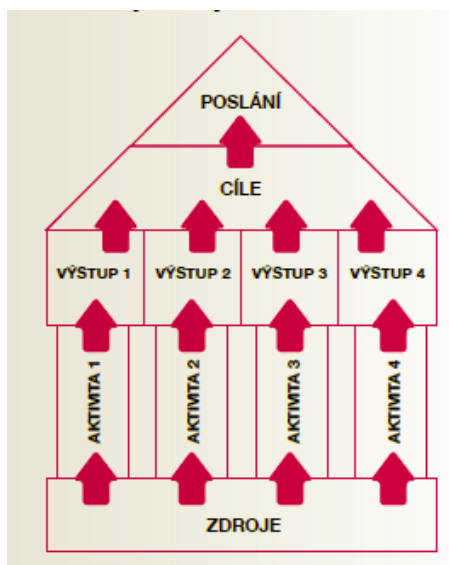 POSLÁNÍ
CÍLE
VÝSTUP 1
VÝSTUP 2
VÝSTUP 3
VÝSTUP 4
AKTIVITA 1
AKTIVITA 2
AKTIVITA 3
AKTIVITA 4
ZDROJE